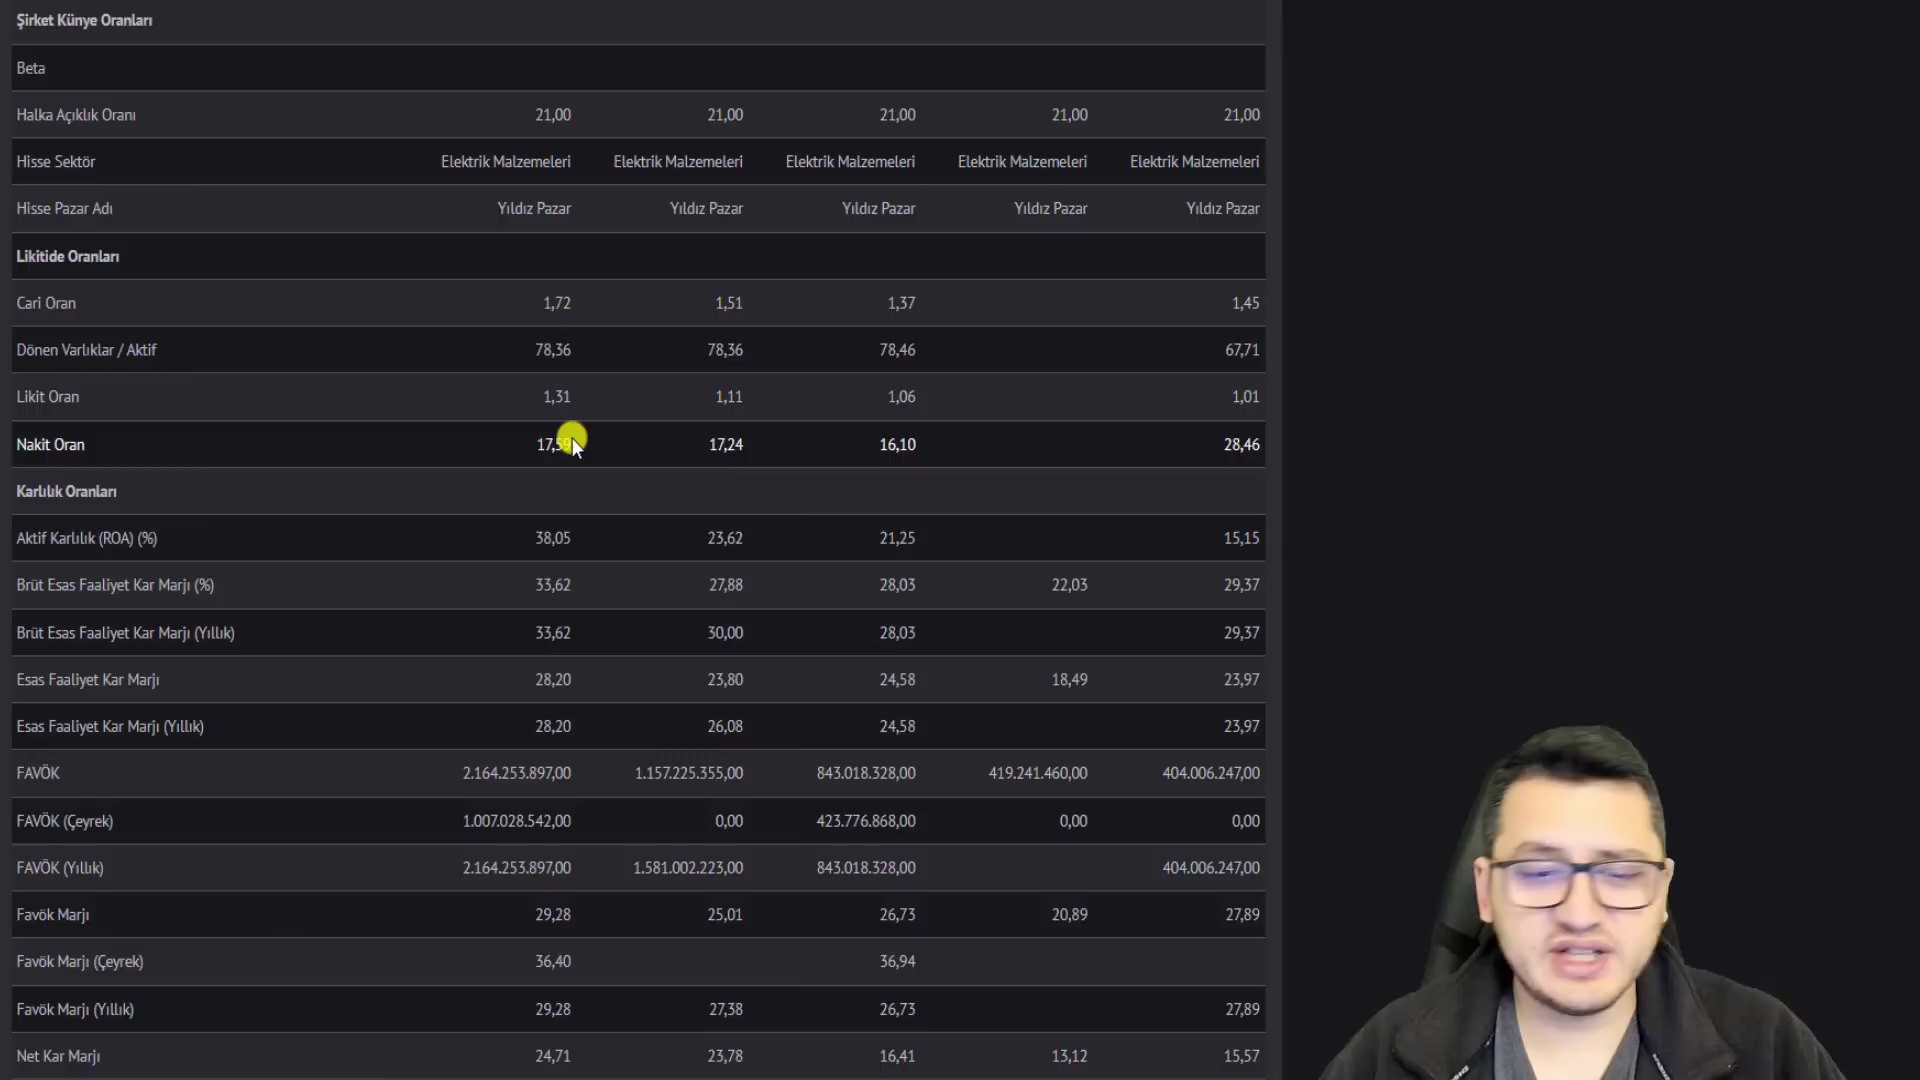 Şirket Künye Oranları
Beta
Halka Açıklık Oranı 21,00 21,00 21,00 21,00 21,00
Hisse Sektör Elektrik Malzemeleri Elektrik Malzemeleri Elektrik Malzemeleri Elektrik Malzemeleri Elektrik Malzemeleri
Hisse Pazar Adı Yıldız Pazar Yıldız Pazar Yıldız Pazar Yıldız Pazar Yıldız Pazar
Likitide Oranları
Cari Oran 1,72 1,51 1,37 1,45
Dönen Varlıklar / Aktif 78,36 78,36 78,46 67,71
Likit Oran 1,31 1,11 1,06 1,01
Nakit Oran 17,59 17,24 16,10 28,46
Karlılık Oranları
Aktif Karlılık (ROA) (%) 38,05 23,62 21,25 15,15
Brüt Esas Faaliyet Kar Marjı (%) 33,62 27,88 28,03 22,03 29,37
Brüt Esas Faaliyet Kar Marjı (Yıllık) 33,62 30,00 28,03 29,37
Esas Faaliyet Kar Marjı 28,20 23,80 24,58 18,49 23,97
Esas Faaliyet Kar Marjı (Yıllık) 28,20 26,08 24,58 23,97
FAVÖK 2.164.253.897,00 1.157.225.355,00 843.018.328,00 419.241.460,00 404.006.247,00
FAVÖK (Çeyrek) 1.007.028.542,00 0,00 423.776.868,00 0,00 0,00
FAVÖK (Yıllık) 2.164.253.897,00 1.581.002.223,00 843.018.328,00 404.006.247,00
Favök Marjı 29,28 25,01 26,73 20,89 27,89
Favök Marjı (Çeyrek) 36,40 36,94
Favök Marjı (Yıllık) 29,28 27,38 26,73 27,89
Net Kar Marjı 24,71 23,78 16,41 13,12 15,57